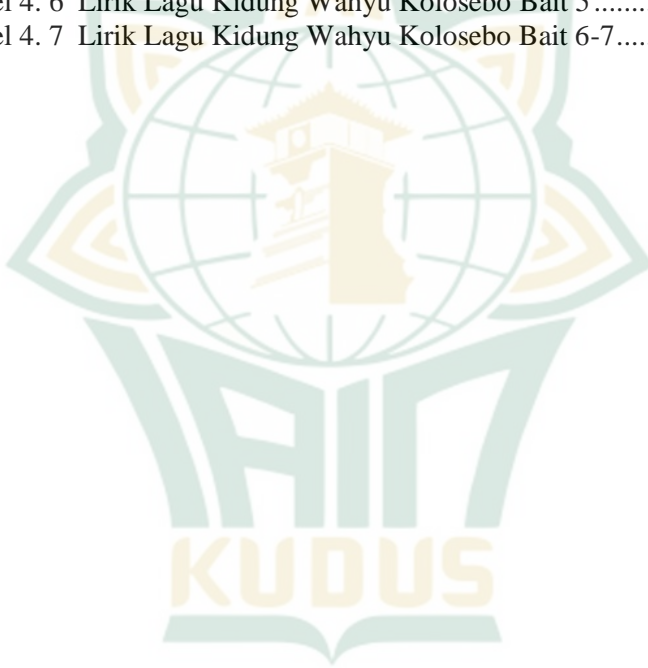 el 4. 6 Lirik Lagu Kidung Wahyu Kolosebo Bait 5.......
el 4. 7 Lirik Lagu Kidung Wahyu Kolosebo Bait 6-7.....
IAIN
KUDUS